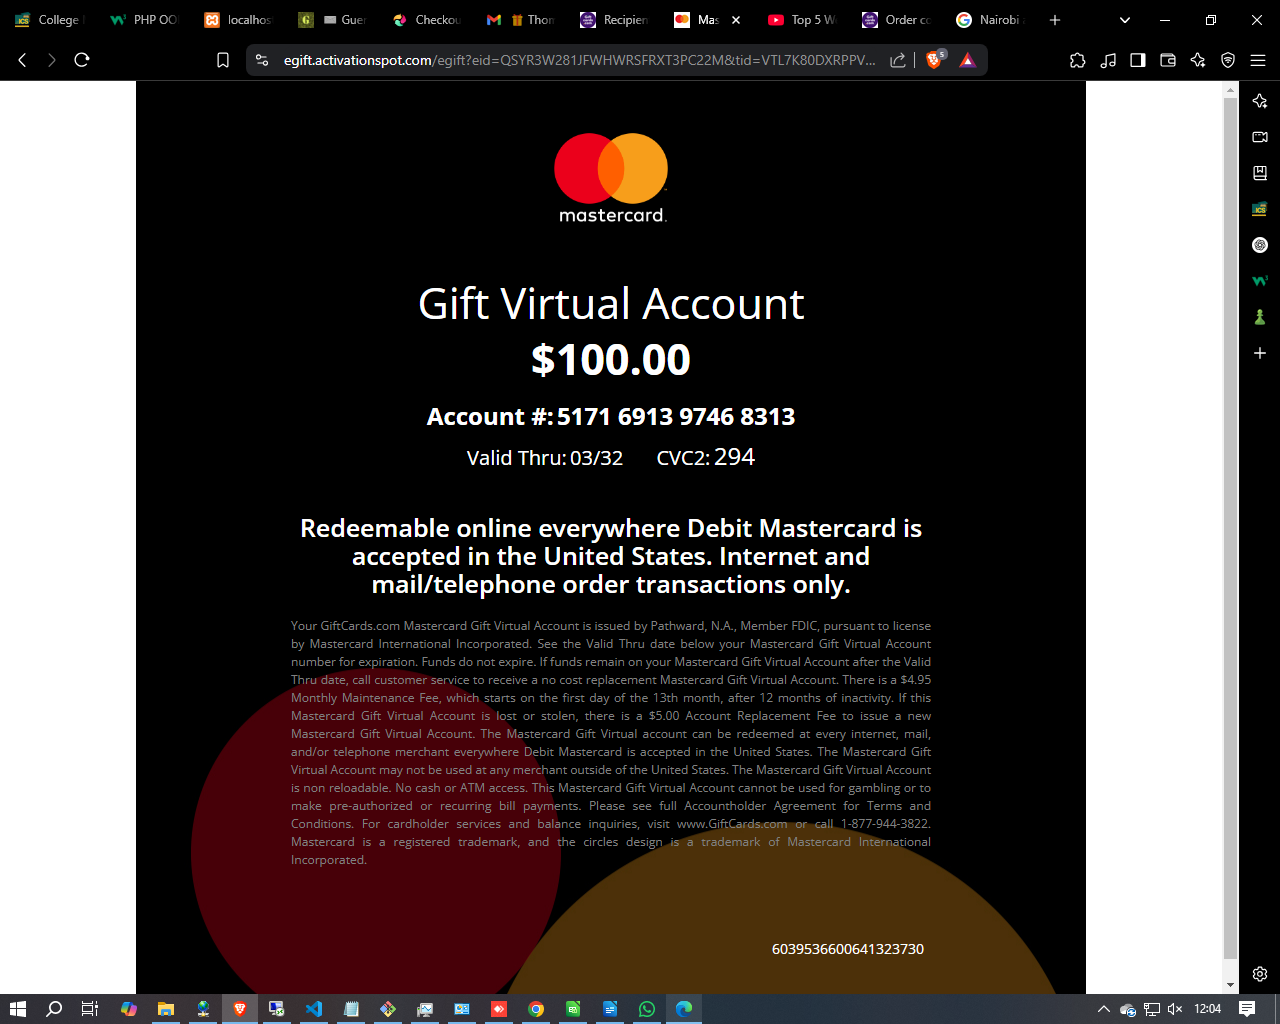 College
PHP OO
localhos
Guer
Checkou
Thon
Recipien
Mas
Top 5 W
Order co
Nairobi
egift.activationspot.com/egift?eid=QSYR3W281JFWHWRSFRXT3PC22M&tid=VTL7K80DXRPPV...
5
mastercard.
Gift Virtual Account
$100.00
Account #: 5171 6913 9746 8313
Valid Thru: 03/32 CVC2: 294
Redeemable online everywhere Debit Mastercard is
accepted in the United States. Internet and
mail/telephone order transactions only.
Your GiftCards.com Mastercard Gift Virtual Account is issued by Pathward, N.A., Member FDIC, pursuant to license
by Mastercard International Incorporated. See the Valid Thru date below your Mastercard Gift Virtual Account
number for expiration. Funds do not expire. If funds remain on your Mastercard Gift Virtual Account after the Valid
Thru date, call customer service to receive a no cost replacement Mastercard Gift Virtual Account. There is a $4.95
Monthly Maintenance Fee, which starts on the first day of the 13th month, after 12 months of inactivity. If this
Mastercard Gift Virtual Account is lost or stolen, there is a $5.00 Account Replacement Fee to issue a new
Mastercard Gift Virtual Account. The Mastercard Gift Virtual account can be redeemed at every internet, mail,
and/or telephone merchant everywhere Debit Mastercard is accepted in the United States. The Mastercard Gift
Virtual Account may not be used at any merchant outside of the United States. The Mastercard Gift Virtual Account
is non reloadable. No cash or ATM access. This Mastercard Gift Virtual Account cannot be used for gambling or to
make pre-authorized or recurring bill payments. Please see full Accountholder Agreement for Terms and
Conditions. For cardholder services and balance inquiries, visit www.GiftCards.com or call 1-877-944-3822.
Mastercard is a registered trademark, and the circles design is a trademark of Mastercard International
Incorporated.
6039536600641323730
12:04